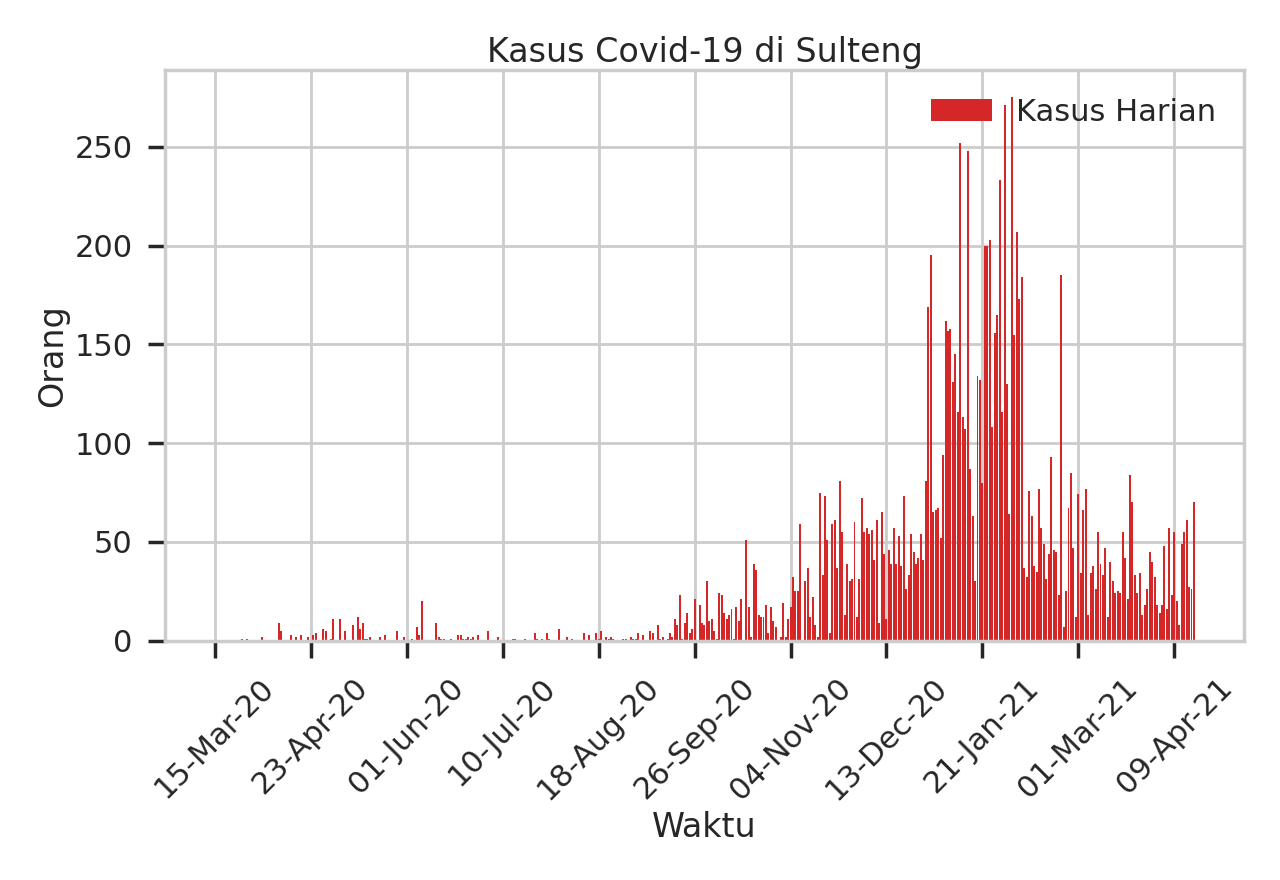 Kasus Covid-19 di Sulteng
Kasus Harian
Orang
250
200
150
100
50
0
15-Mar-20
23-Apr-20
01-Jun-20
10-Jul-20
18-Aug-20
26-Sep-20
04-Nov-20
13-Dec-20
21-Jan-21
01-Mar-21
09-Apr-21
Waktu